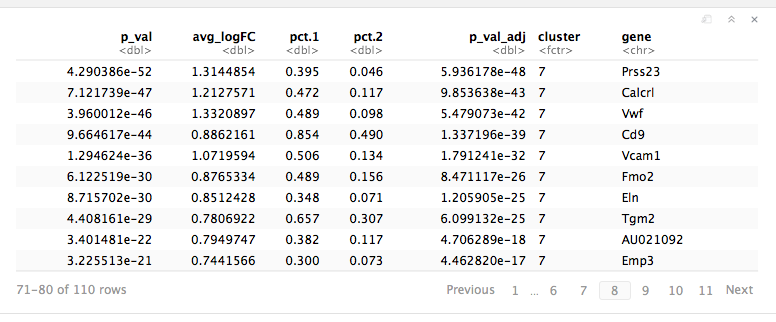 p_val avg_logFC pct.1 pct.2 p_val_adj cluster gene
<dbl> <dbl> <dbl> <dbl> <dbl> <fctr> <chr>
4.290386e-52 1.3144854 0.395 0.046 5.936178e-48 7 Prss23
7.121739e-47 1.2127571 0.472 0.117 9.853638e-43 7 Calcrl
3.960012e-46 1.3320897 0.489 0.098 5.479073e-42 7 Vwf
9.664617e-44 0.8862161 0.854 0.490 1.337196e-39 7 Cd9
1.294624e-36 1.0719594 0.506 0.134 1.791241e-32 7 Vcam1
6.122519e-30 0.8765334 0.489 0.156 8.471117e-26 7 Fmo2
8.715702e-30 0.8512428 0.348 0.071 1.205905e-25 7 Eln
4.408161e-29 0.7806922 0.657 0.307 6.099132e-25 7 Tgm2
3.401481e-22 0.7949747 0.382 0.117 4.706289e-18 7 AU021092
3.225513e-21 0.7441566 0.300 0.073 4.462820e-17 7 Emp3
71-80 of 110 rows Previous 1 ... 6 7 8 9 10 11 Next